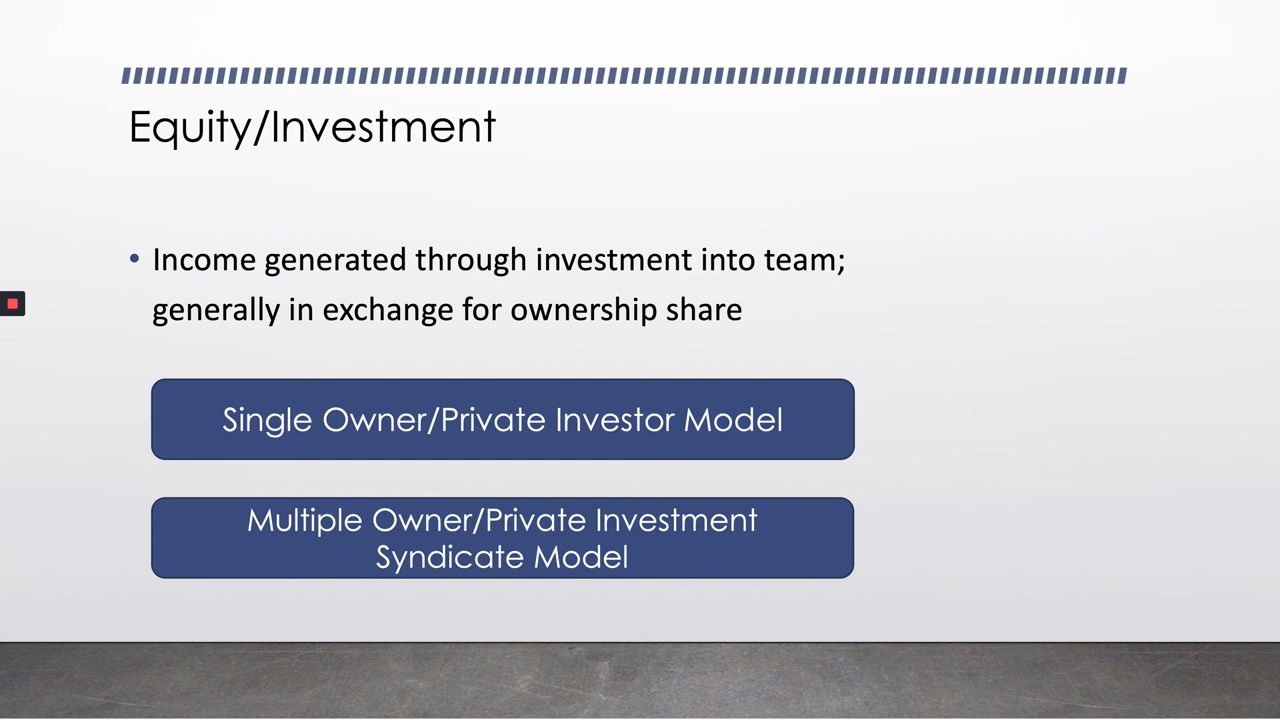 Equity/Investment
• Income generated through investment into team;
generally in exchange for ownership share
Single Owner/Private Investor Model
Multiple Owner/Private Investment
Syndicate Model